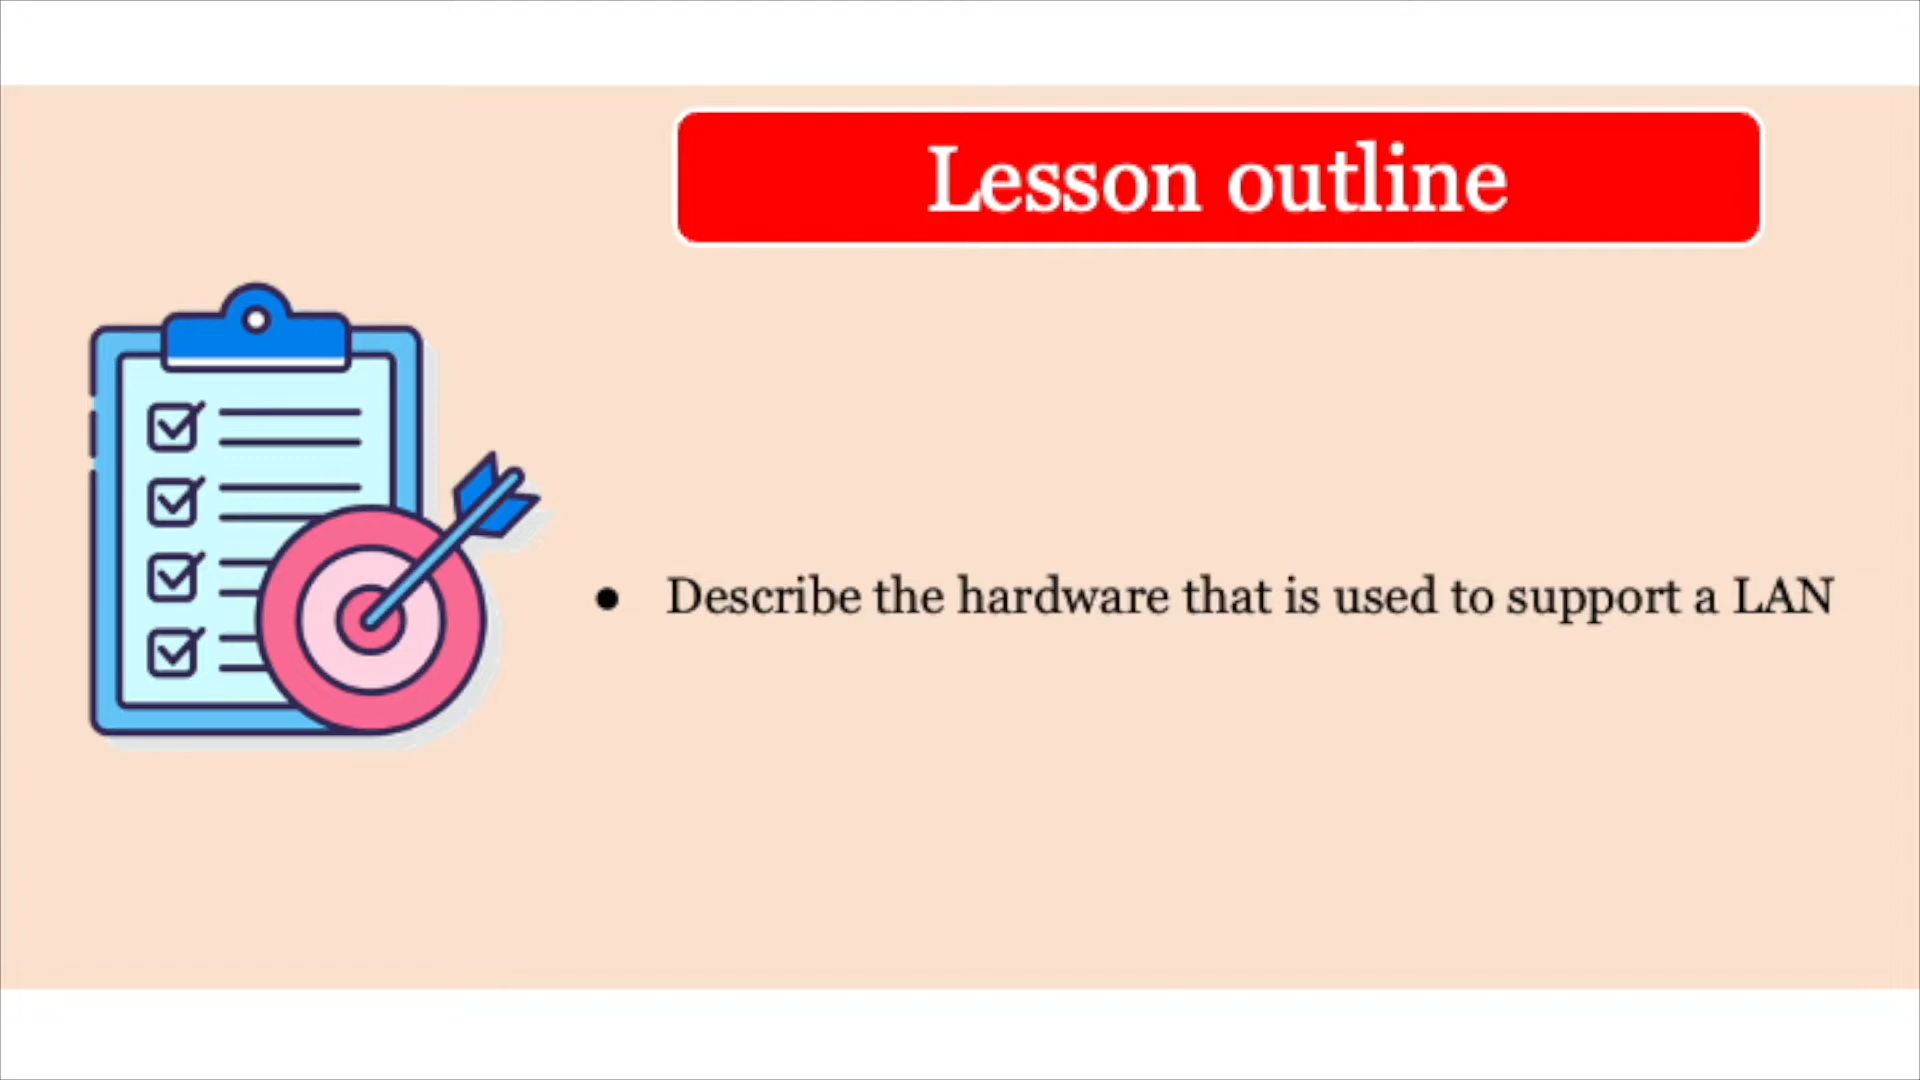 Lesson outline
● Describe the hardware that is used to support a LAN